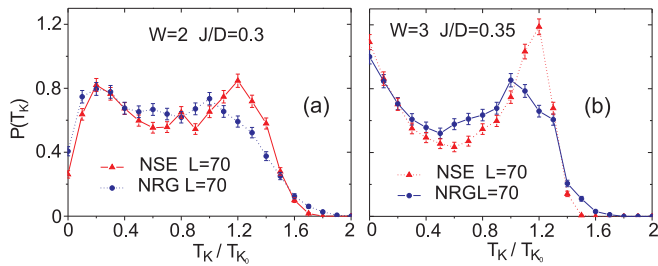 W=2 J/D=0.3
W=3 J/D=0.35
P(T_K)
1.2
0.8
0.4
0
(a)
(b)
NSE L=70
NRG L=70
NSE L=70
NRGL=70
0 0.4 0.8 1.2 1.6 2
0 0.4 0.8 1.2 1.6 2
T_K / T_K_0
T_K / T_K_0